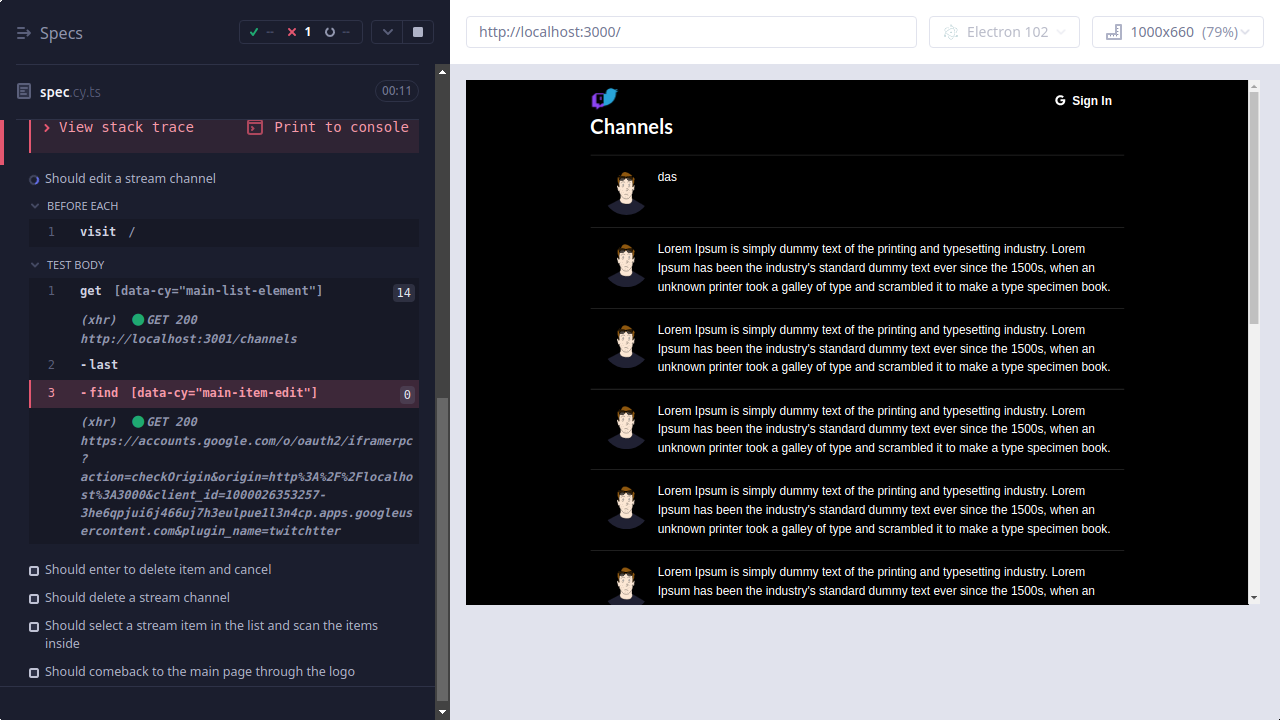 Specs
--
1
--
http://localhost:3000/
Electron 102
1000x660 (79%)
spec.cy.ts
00:11
View stack trace
Print to console
Should edit a stream channel
BEFORE EACH
1 visit /
TEST BODY
1 get [data-cy="main-list-element"] 14
(xhr) GET 200
http://localhost:3001/channels
2 -last
3 -find [data-cy="main-item-edit"] 0
(xhr) GET 200
https://accounts.google.com/o/oauth2/iframerpc
?
action=checkOrigin&origin=http%3A%2F%2Flocalho
st%3A3000&client_id=1000026353257-
3he6qpjui6j466uj7h3eulpue1l3n4cp.apps.googleus
ercontent.com&plugin_name=twitchtter
Should enter to delete item and cancel
Should delete a stream channel
Should select a stream item in the list and scan the items
inside
Should comeback to the main page through the logo
Sign In
Channels
das
Lorem Ipsum is simply dummy text of the printing and typesetting industry. Lorem
Ipsum has been the industry's standard dummy text ever since the 1500s, when an
unknown printer took a galley of type and scrambled it to make a type specimen book.
Lorem Ipsum is simply dummy text of the printing and typesetting industry. Lorem
Ipsum has been the industry's standard dummy text ever since the 1500s, when an
unknown printer took a galley of type and scrambled it to make a type specimen book.
Lorem Ipsum is simply dummy text of the printing and typesetting industry. Lorem
Ipsum has been the industry's standard dummy text ever since the 1500s, when an
unknown printer took a galley of type and scrambled it to make a type specimen book.
Lorem Ipsum is simply dummy text of the printing and typesetting industry. Lorem
Ipsum has been the industry's standard dummy text ever since the 1500s, when an
unknown printer took a galley of type and scrambled it to make a type specimen book.
Lorem Ipsum is simply dummy text of the printing and typesetting industry. Lorem
Ipsum has been the industry's standard dummy text ever since the 1500s, when an